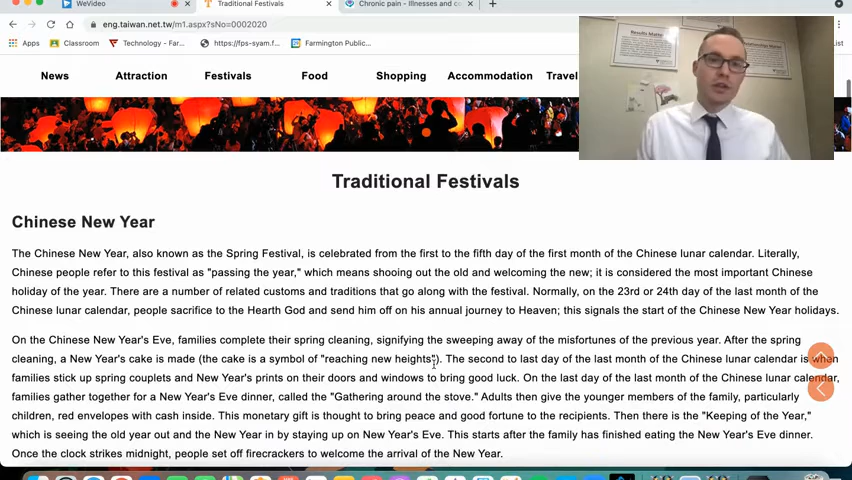 WeVideo
Traditional Festivals
Chronic pain - Illnesses and co
eng.taiwan.net.tw/m1.aspx?sNo=0002020
Apps
Classroom
Technology - Far...
https://fps-syam.f...
Farmington Public...
Results Matter
List
News
Attraction
Festivals
Food
Shopping
Accommodation
Travel
Traditional Festivals
Chinese New Year
The Chinese New Year, also known as the Spring Festival, is celebrated from the first to the fifth day of the first month of the Chinese lunar calendar. Literally,
Chinese people refer to this festival as "passing the year," which means shooing out the old and welcoming the new; it is considered the most important Chinese
holiday of the year. There are a number of related customs and traditions that go along with the festival. Normally, on the 23rd or 24th day of the last month of the
Chinese lunar calendar, people sacrifice to the Hearth God and send him off on his annual journey to Heaven; this signals the start of the Chinese New Year holidays.
On the Chinese New Year's Eve, families complete their spring cleaning, signifying the sweeping away of the misfortunes of the previous year. After the spring
cleaning, a New Year's cake is made (the cake is a symbol of "reaching new heights"). The second to last day of the last month of the Chinese lunar calendar is when
families stick up spring couplets and New Year's prints on their doors and windows to bring good luck. On the last day of the last month of the Chinese lunar calendar,
families gather together for a New Year's Eve dinner, called the "Gathering around the stove." Adults then give the younger members of the family, particularly
children, red envelopes with cash inside. This monetary gift is thought to bring peace and good fortune to the recipients. Then there is the "Keeping of the Year,"
which is seeing the old year out and the New Year in by staying up on New Year's Eve. This starts after the family has finished eating the New Year's Eve dinner.
Once the clock strikes midnight, people set off firecrackers to welcome the arrival of the New Year.